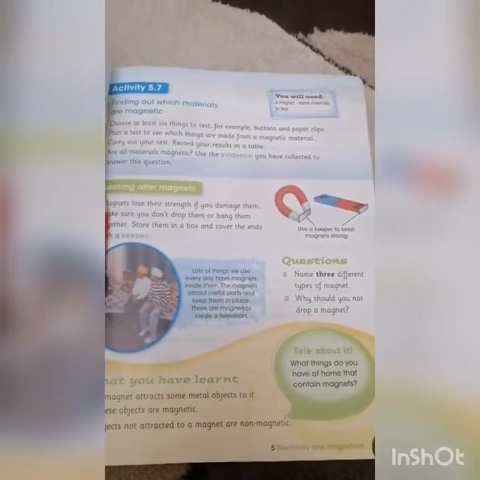 Activity 5.7
Finding out which materials
are magnetic
You will need:
a magnet · some materials
to test
Choose at least six things to test, for example, buttons and paper clips.
Plan a test to see which things are made from a magnetic material.
Carry out your test. Record your results in a table.
Are all materials magnetic? Use the evidence you have collected to
answer this question.
ooking after magnets
agnets lose their strength if you damage them.
ake sure you don't drop them or bang them
gether. Store them in a box and cover the ends
h a keeper.
Use a keeper to keep
magnets strong.
Lots of things we use
every day have magnets
inside them. The magnets
attract metal parts and
keep them in place.
There are magnets
inside a television.
Questions
1 Name three different
types of magnet.
2 Why should you not
drop a magnet?
Talk about it!
What things do you
have at home that
contain magnets?
hat you have learnt
magnet attracts some metal objects to it.
ese objects are magnetic.
jects not attracted to a magnet are non-magnetic.
5 Electricity and magnetism
InShOt